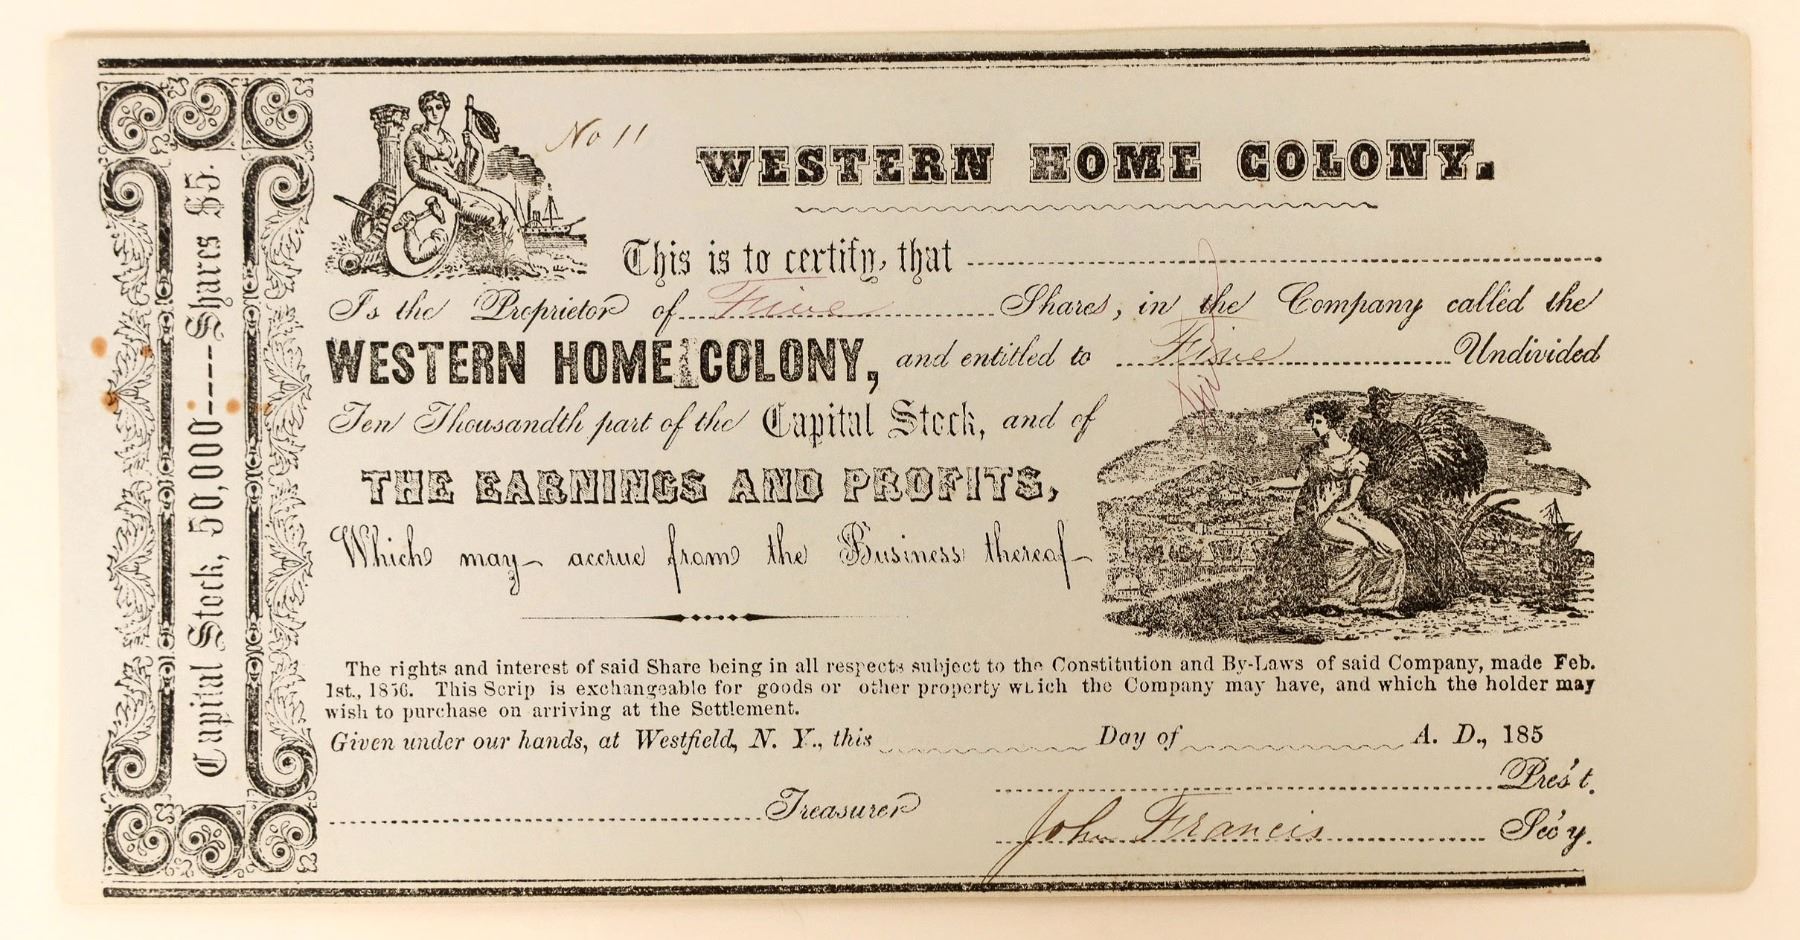 No 11
WESTERN HOME COLONY.
This is to certify, that
Is the Proprietor of Five Shares, in the Company called the
WESTERN HOME COLONY, and entitled to Five Undivided
Ten Thousandth part of the Capital Stock, and of
THE EARNINGS AND PROFITS,
Which may accrue from the Business thereof
The rights and interest of said Share being in all respects subject to the Constitution and By-Laws of said Company, made Feb.
1st., 1856. This Scrip is exchangeable for goods or other property which the Company may have, and which the holder may
wish to purchase on arriving at the Settlement.
Given under our hands, at Westfield, N. Y., this Day of A. D., 185
Pres't.
Treasurer
John Francis Sec'y.
Capital Stock, 50,000----Shares $5.